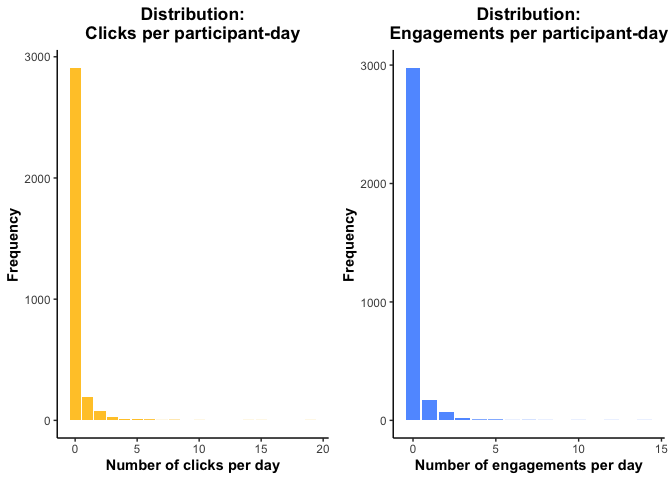 Distribution:
Clicks per participant-day
3000
2000
1000
0
Frequency
0 5 10 15 20
Number of clicks per day
Distribution:
Engagements per participant-day
3000
2000
1000
0
Frequency
0 5 10 15
Number of engagements per day